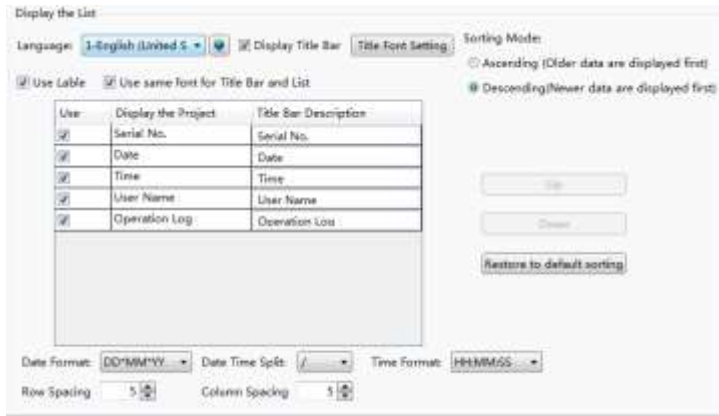 Display the List
Language: 1-English (United S
Display Title Bar
Title Font Setting
Sorting Mode:
Ascending (Older data are displayed first)
Descending(Newer data are displayed first)
Use Lable
Use same font for Title Bar and List
Use Display the Project Title Bar Description
Serial No. Serial No.
Date Date
Time Time
User Name User Name
Operation Log Operation Log
Up
Down
Restore to default sorting
Date Format: DD*MM*YY Date Time Split: / Time Format: HH:MM:SS
Row Spacing 5 Column Spacing 5